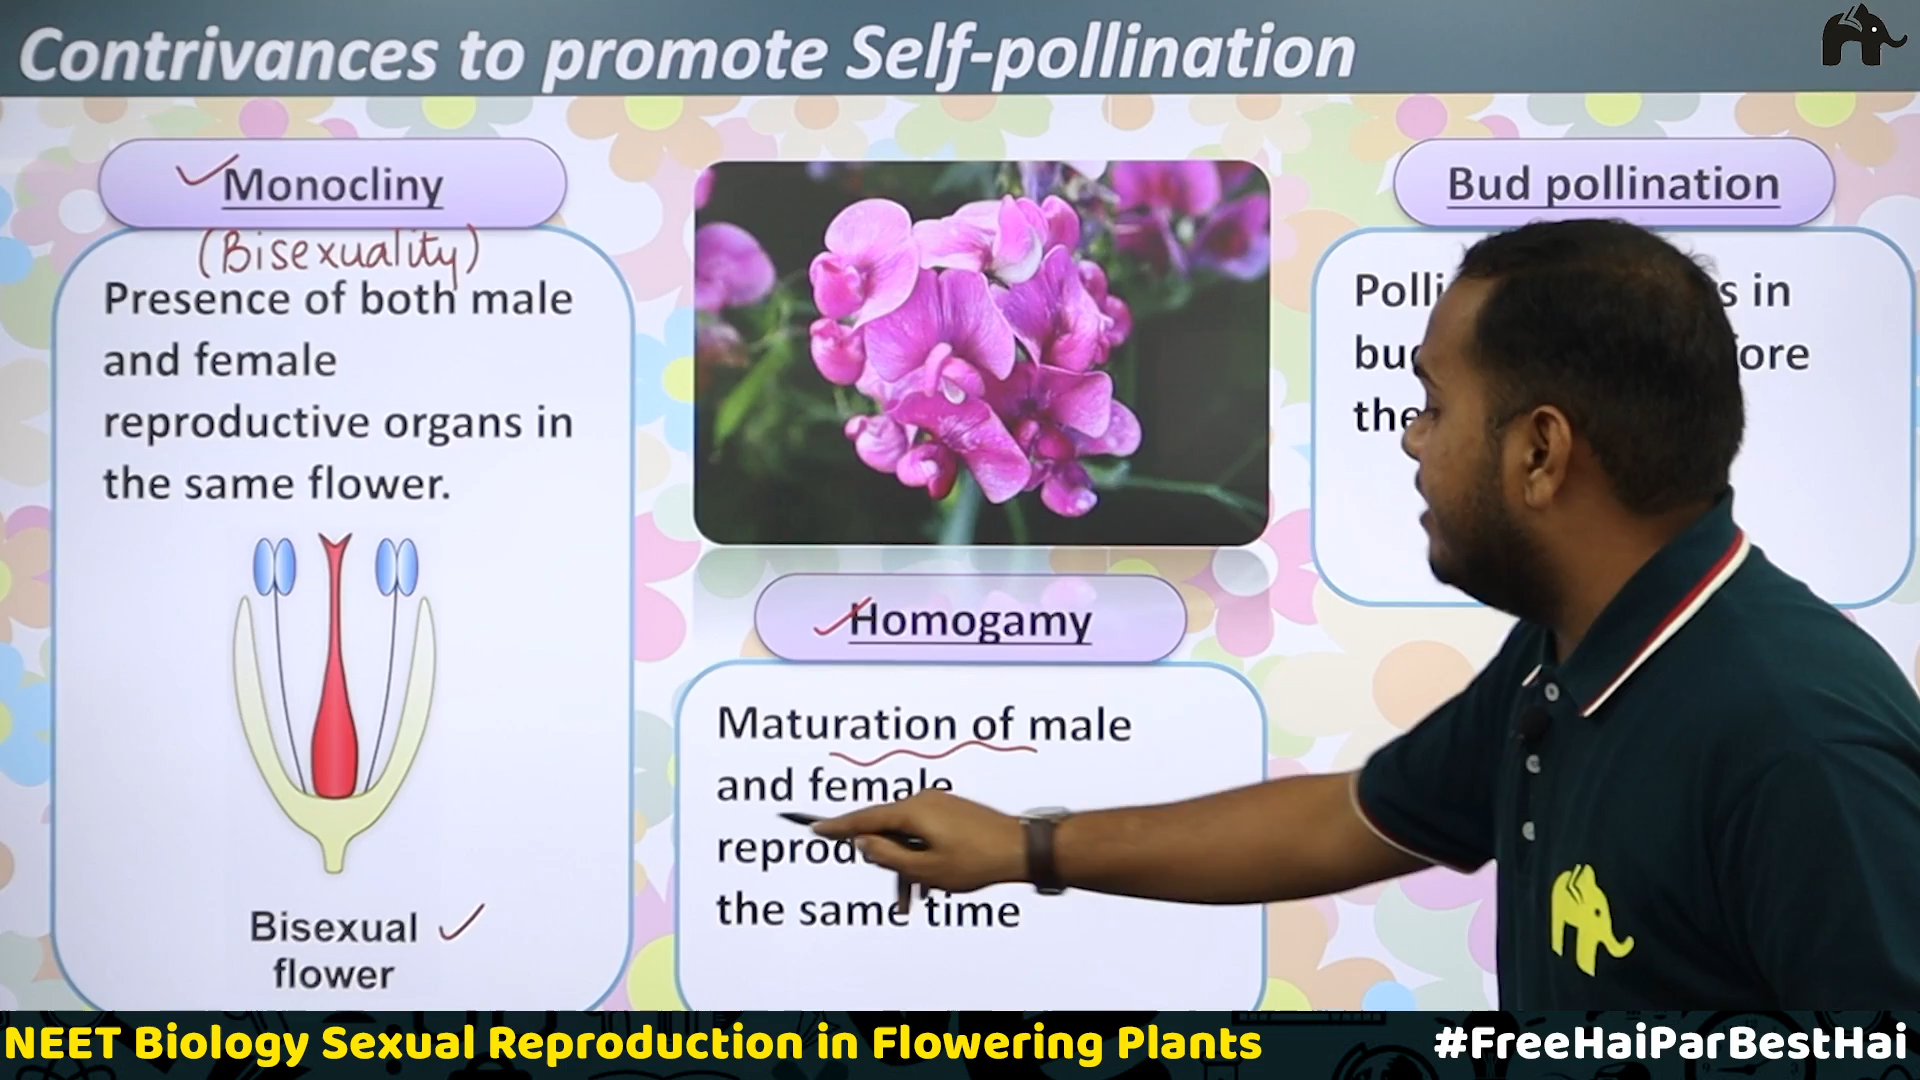 Contrivances to promote Self-pollination
Monocliny
(Bisexuality)
Presence of both male
and female
reproductive organs in
the same flower.
Bisexual
flower
Homogamy
Maturation of male
and female
the same time
Bud pollination
in
NEET Biology Sexual Reproduction in Flowering Plants
#FreeHaiParBestHai